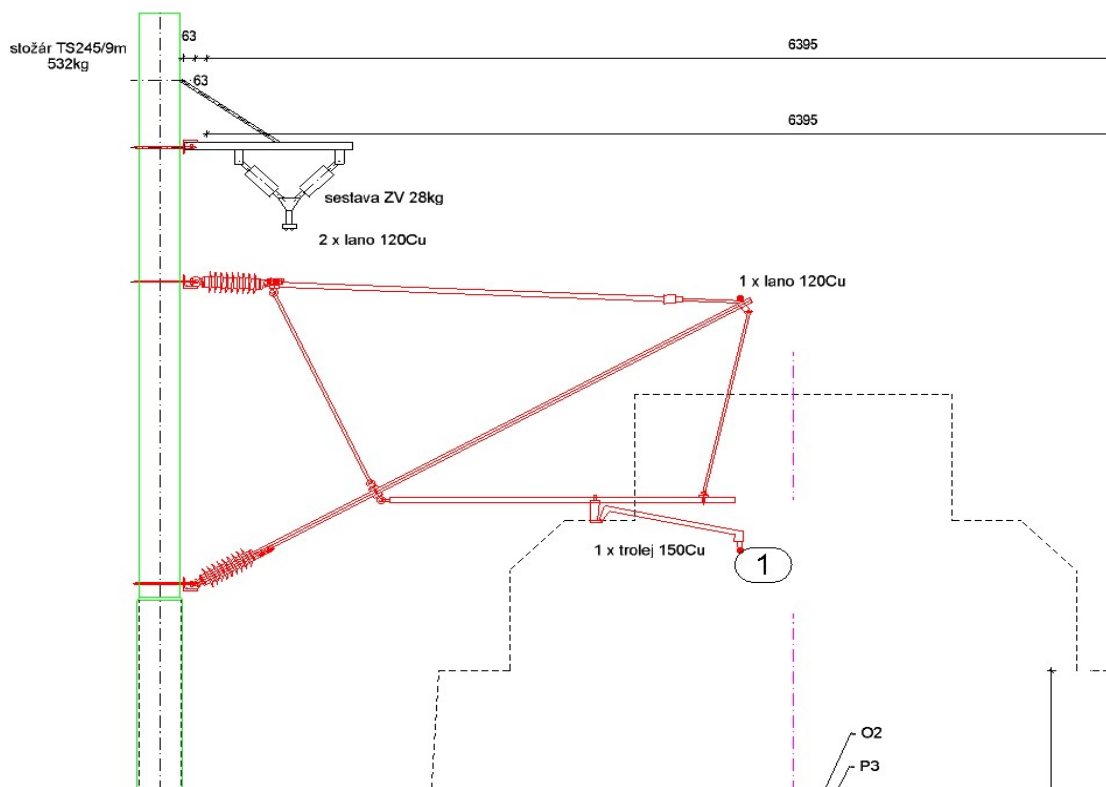 63
stožár TS245/9m
532kg
6395
63
6395
sestava ZV 28kg
2 x lano 120Cu
1 x lano 120Cu
1 x trolej 150Cu
1
O2
P3